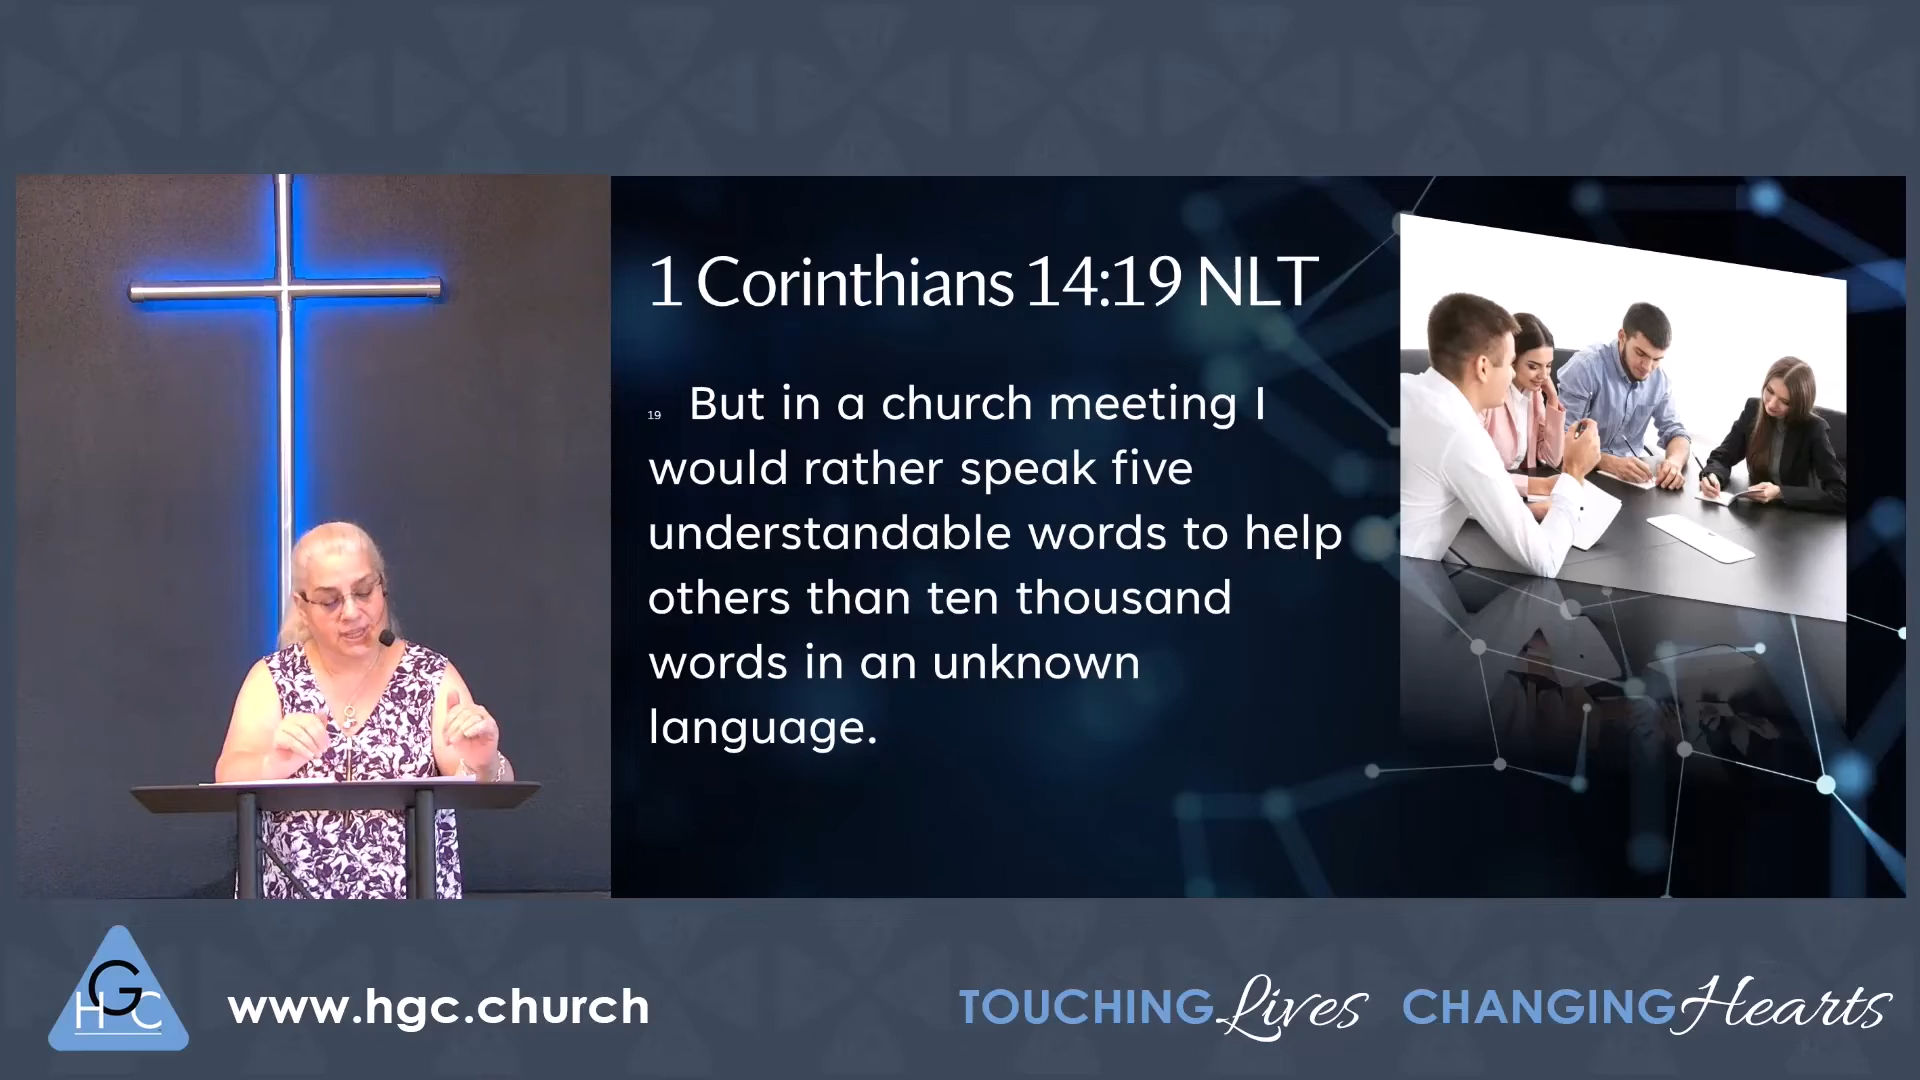 1 Corinthians 14:19 NLT
19 But in a church meeting I
would rather speak five
understandable words to help
others than ten thousand
words in an unknown
language.
HGC
www.hgc.church
TOUCHING Lives CHANGING Hearts